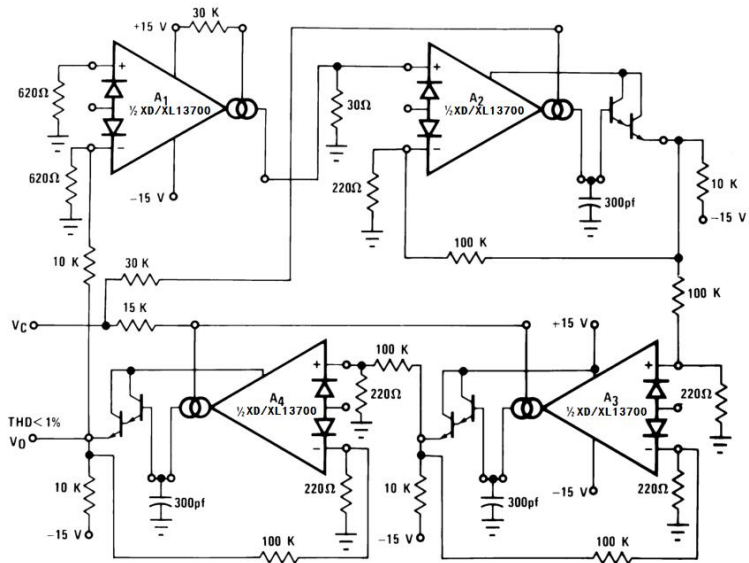 +15 V
30 K
+
A1
½ XD/XL13700
−
620Ω
620Ω
−15 V
30Ω
+
A2
½ XD/XL13700
−
220Ω
300pf
10 K
−15 V
10 K
30 K
100 K
100 K
VC
15 K
+15 V
100 K
+
A4
½ XD/XL13700
−
220Ω
+
A3
½ XD/XL13700
−
220Ω
THD<1%
VO
10 K
−15 V
300pf
220Ω
10 K
−15 V
300pf
−15 V
220Ω
100 K
100 K